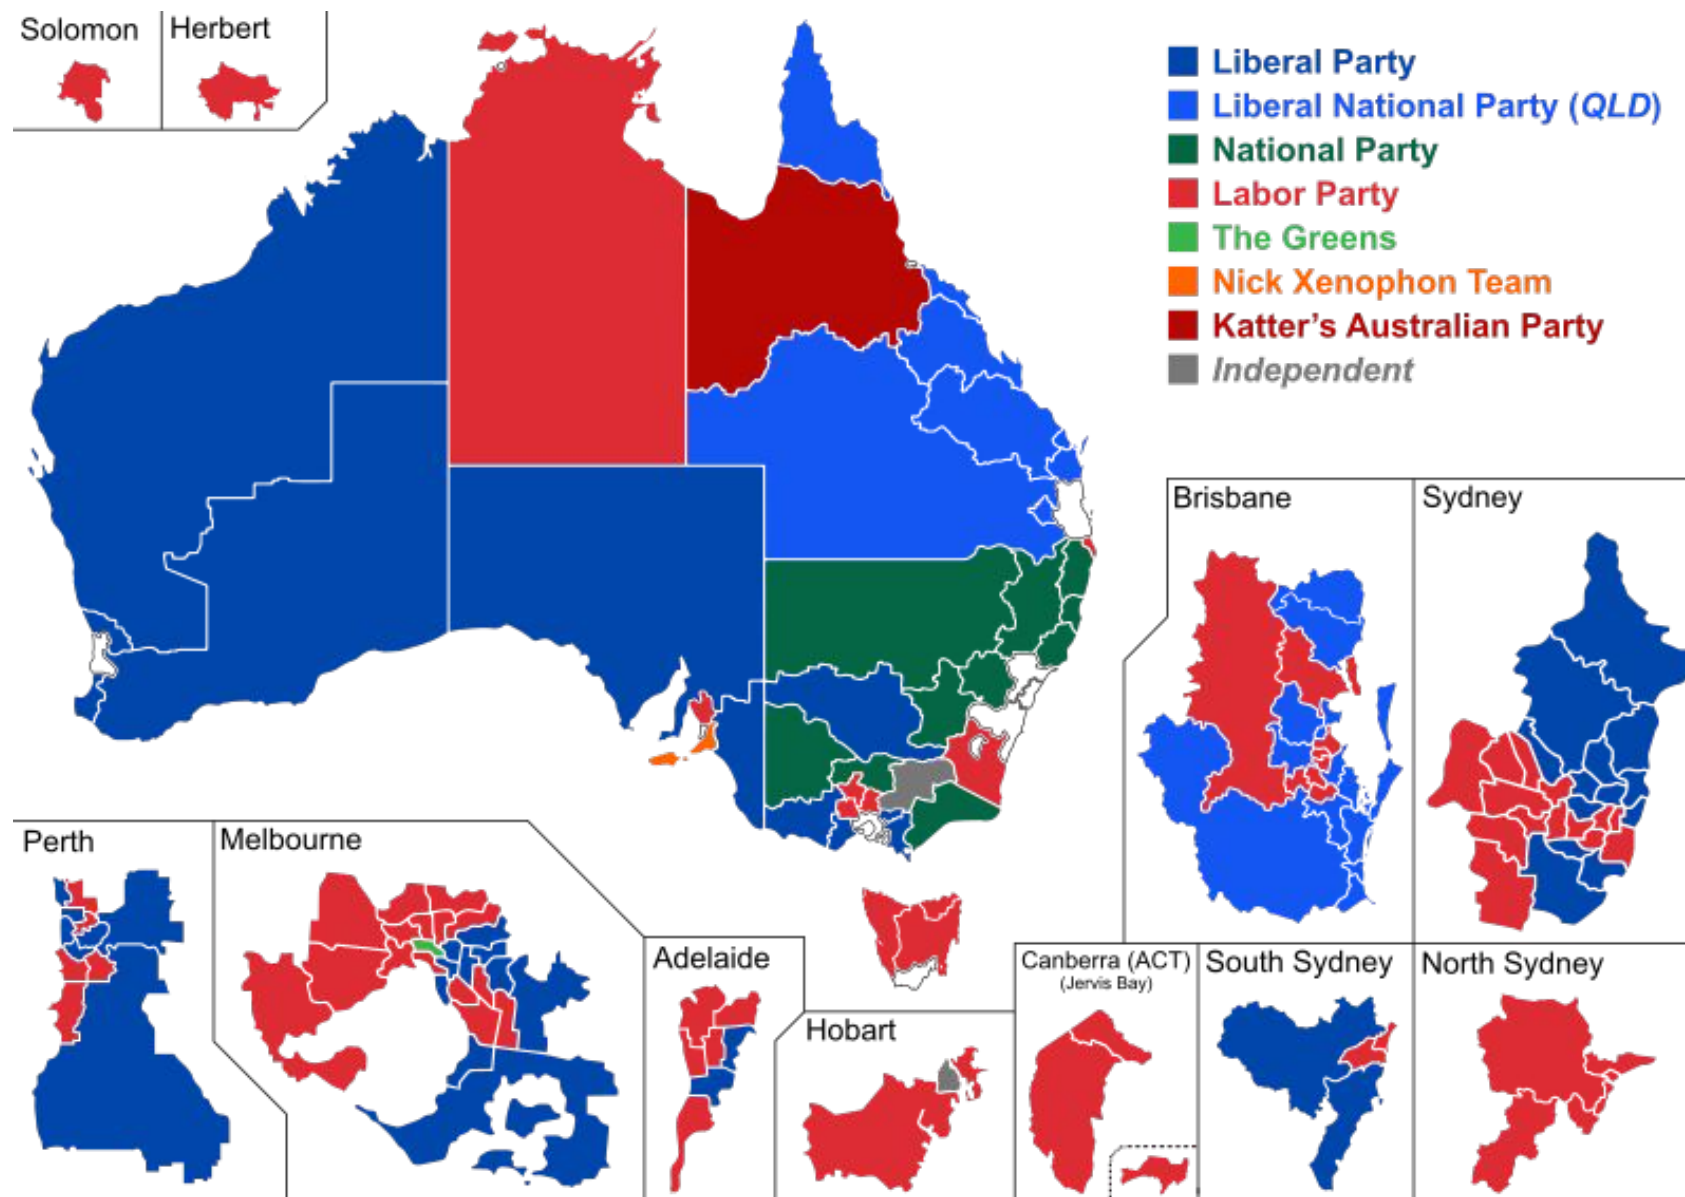 Solomon
Herbert
Liberal Party
Liberal National Party (QLD)
National Party
Labor Party
The Greens
Nick Xenophon Team
Katter’s Australian Party
Independent
Brisbane
Sydney
Perth
Melbourne
Adelaide
Hobart
Canberra (ACT)
(Jervis Bay)
South Sydney
North Sydney